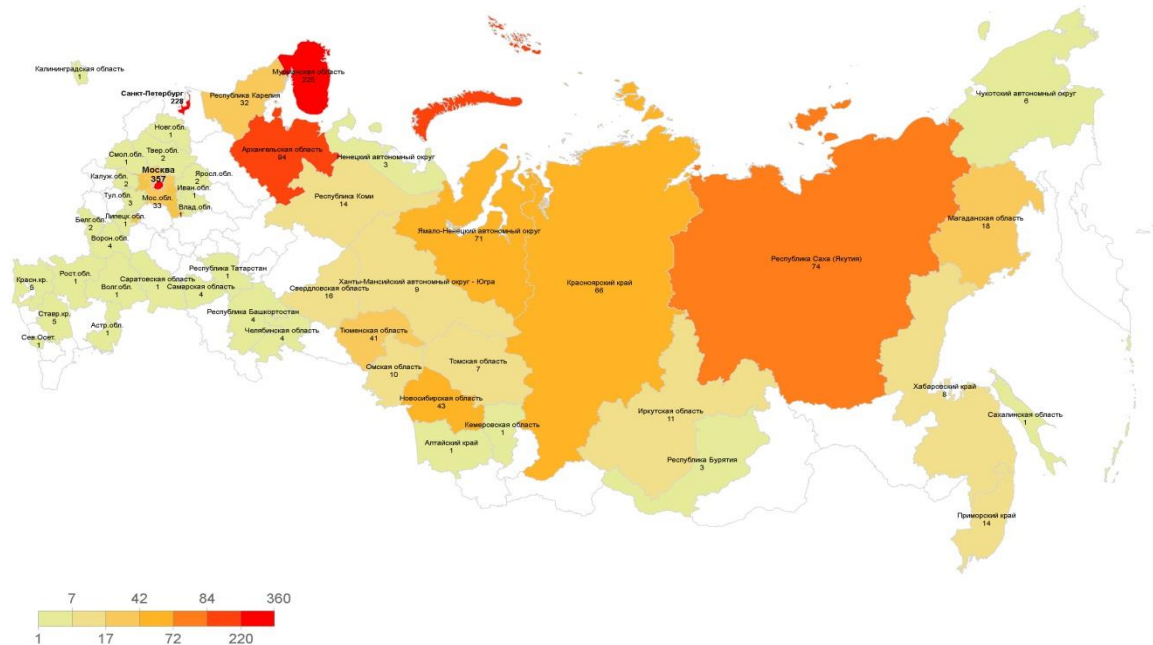 Калининградская область
1
Мурманская область
Санкт-Петербург
228
Республика Карелия
32
Чукотский автономный округ
6
Новг.обл.
1
Твер.обл.
2
Смол.обл.
1
Архангельская область
94
Ненецкий автономный округ
3
Москва
357
Яросл.обл.
2
Калуж.обл.
2
Иван.обл.
1
Тул.обл.
3
Мос.обл.
33
Влад.обл.
1
Республика Коми
14
Белг.обл.
2
Липецк.обл.
1
Магаданская область
18
Ворон.обл.
4
Ямало-Ненецкий автономный округ
71
Республика Саха (Якутия)
74
Республика Татарстан
1
Красн.кр.
6
Рост.обл.
1
Саратовская область
1
Волг.обл.
1
Самарская область
4
Ханты-Мансийский автономный округ - Югра
9
Свердловская область
16
Красноярский край
66
Ставр.кр.
5
Республика Башкортостан
4
Астр.обл.
1
Челябинская область
4
Тюменская область
41
Сев.Осет.
1
Томская область
7
Омская область
10
Хабаровский край
8
Новосибирская область
43
Иркутская область
11
Сахалинская область
1
Кемеровская область
1
Алтайский край
1
Республика Бурятия
3
Приморский край
14
7 42 84 360
1 17 72 220